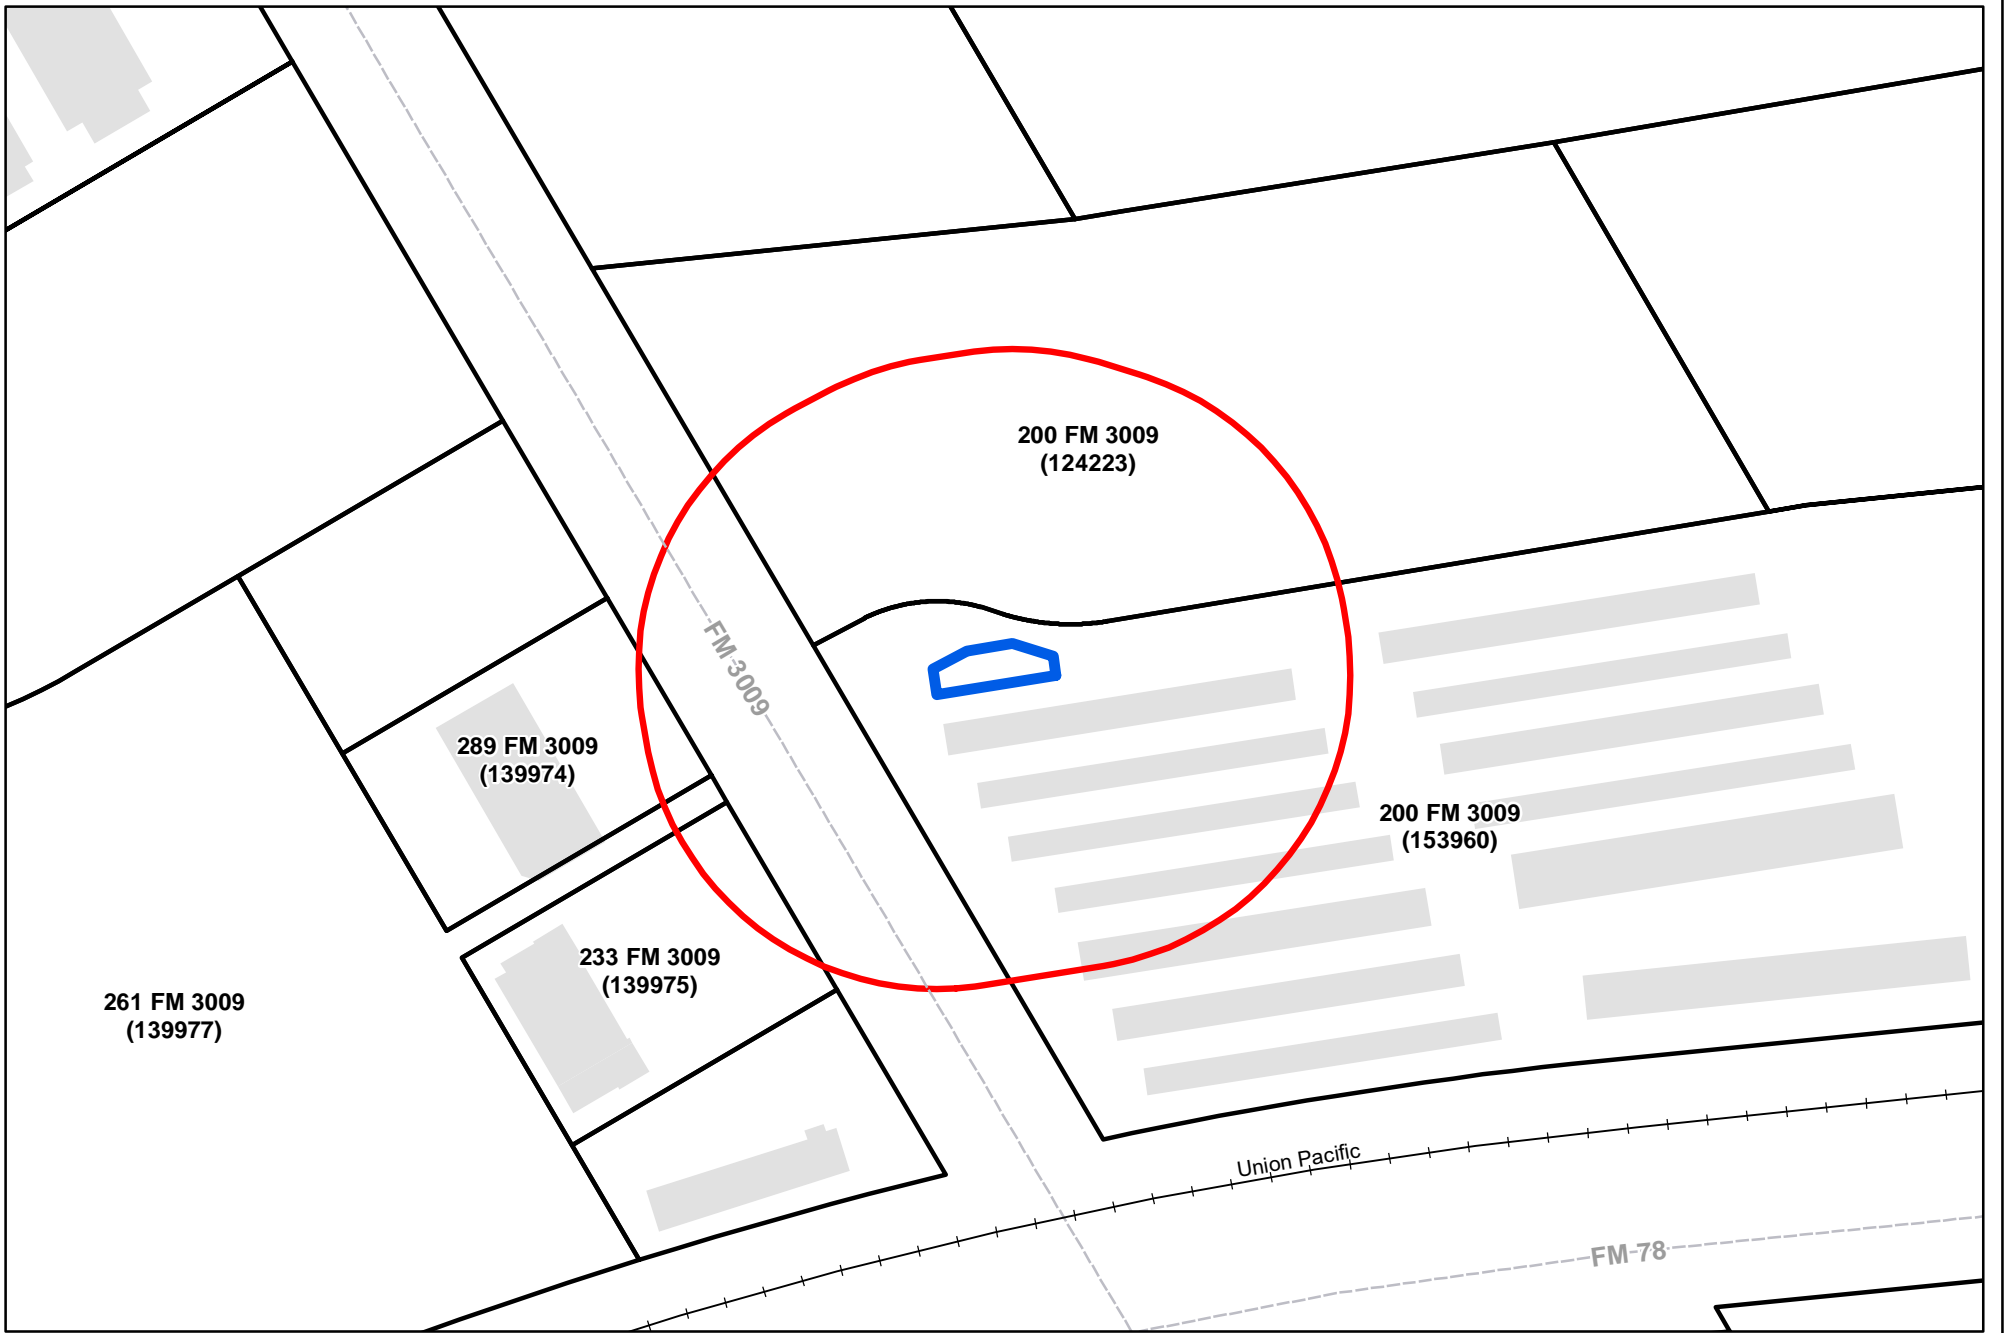 200 FM 3009
(124223)
FM 3009
289 FM 3009
(139974)
200 FM 3009
(153960)
233 FM 3009
(139975)
261 FM 3009
(139977)
Union Pacific
FM 78